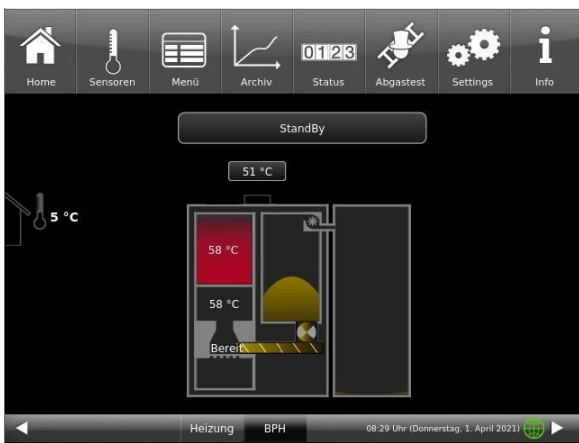 0123
Home Sensoren Menü Archiv Status Abgastest Settings Info
StandBy
51 °C
5 °C
58 °C
58 °C
Bereit
Heizung BPH 08:29 Uhr (Donnerstag, 1. April 2021)